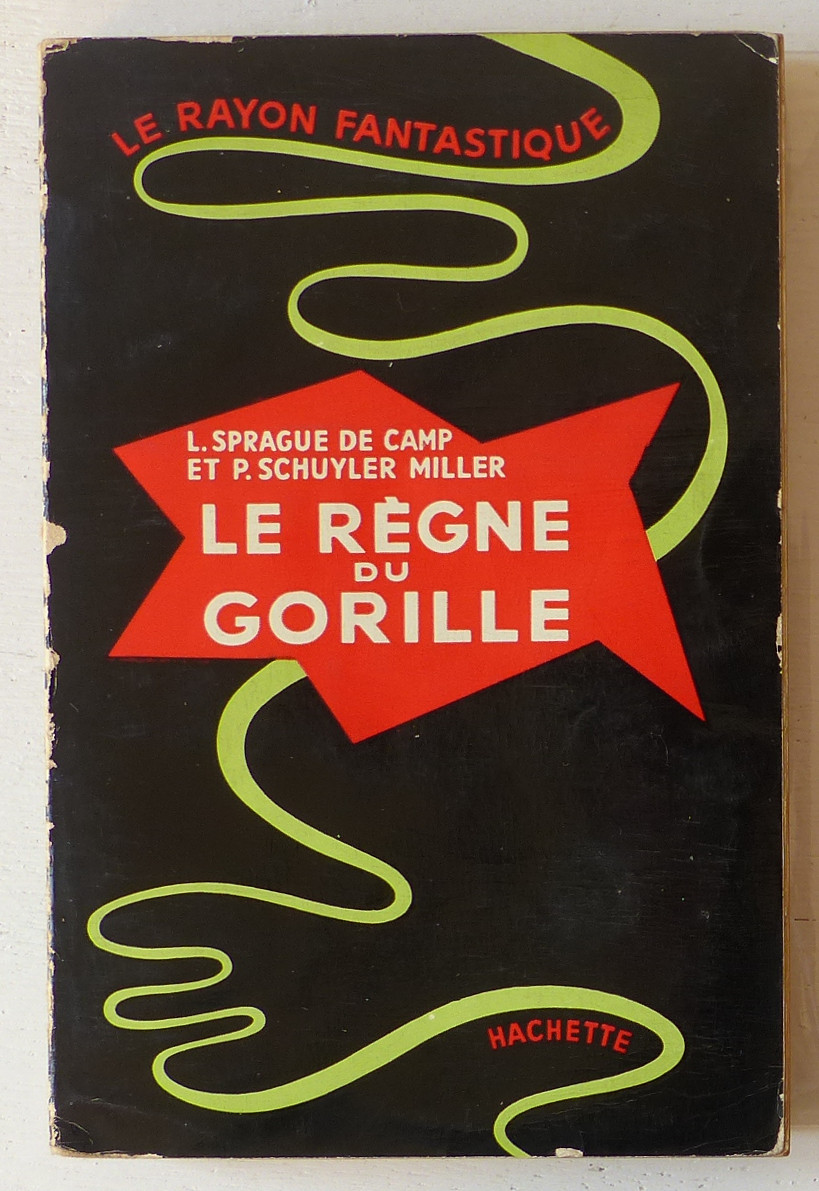 LE RAYON FANTASTIQUE
L. SPRAGUE DE CAMP
ET P. SCHUYLER MILLER
LE RÈGNE
DU
GORILLE
HACHETTE